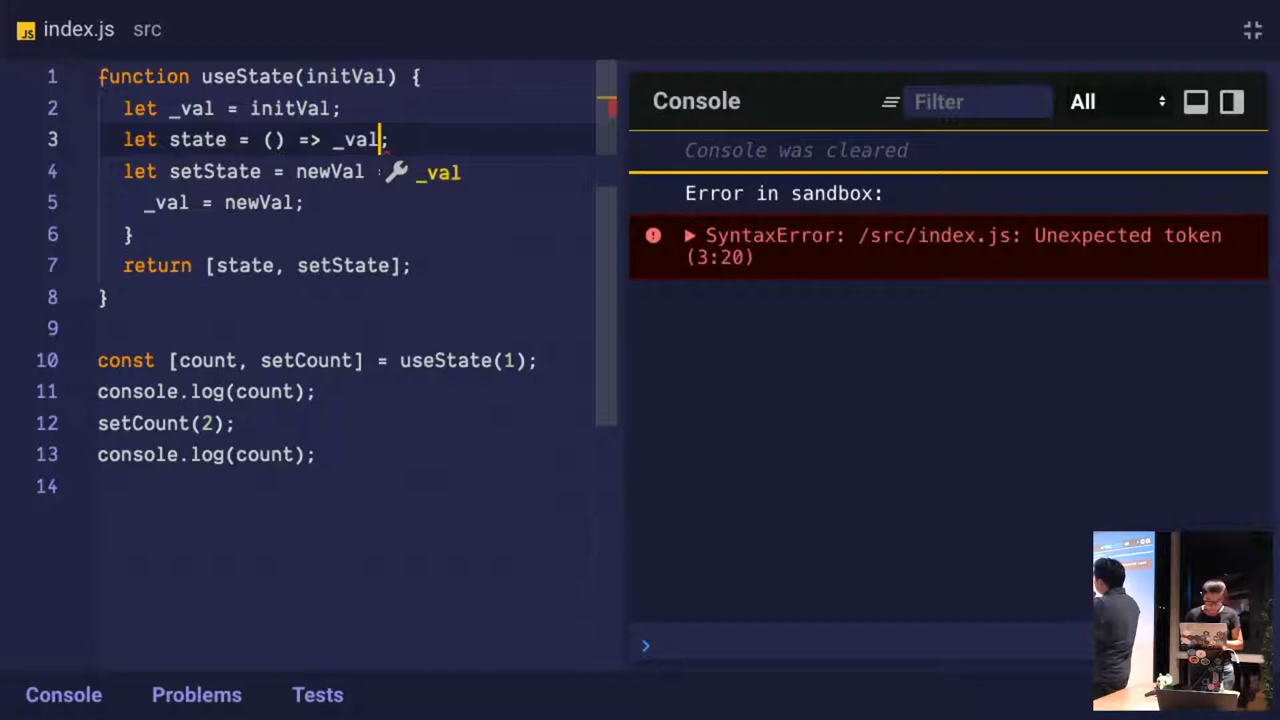 JS index.js src
1 function useState(initVal) {
2 let _val = initVal;
3 let state = () => _val;
4 let setState = newVal _val
5 _val = newVal;
6 }
7 return [state, setState];
8 }
9
10 const [count, setCount] = useState(1);
11 console.log(count);
12 setCount(2);
13 console.log(count);
14
Console Filter All
Console was cleared
Error in sandbox:
▶ SyntaxError: /src/index.js: Unexpected token
(3:20)
Console Problems Tests